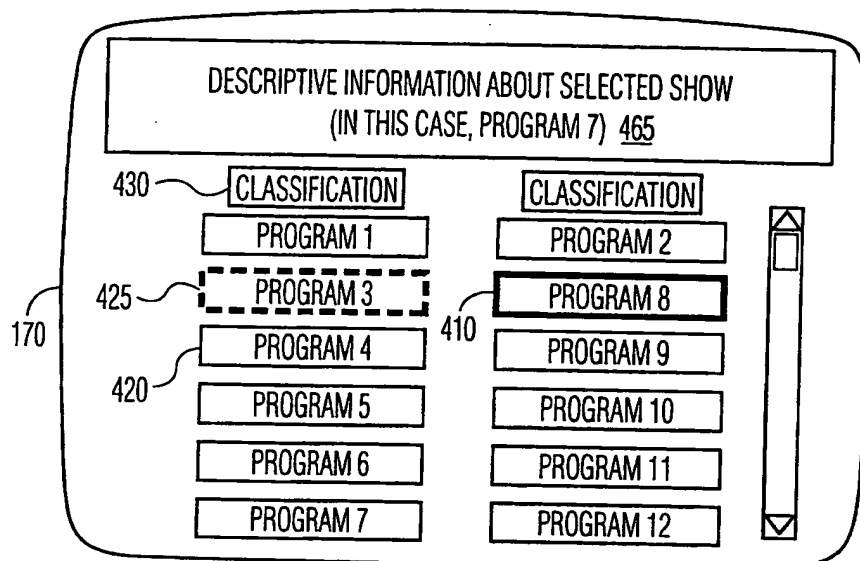 DESCRIPTIVE INFORMATION ABOUT SELECTED SHOW
(IN THIS CASE, PROGRAM 7) 465
430 CLASSIFICATION CLASSIFICATION
PROGRAM 1 PROGRAM 2
425 PROGRAM 3 410 PROGRAM 8
170
420 PROGRAM 4 PROGRAM 9
PROGRAM 5 PROGRAM 10
PROGRAM 6 PROGRAM 11
PROGRAM 7 PROGRAM 12